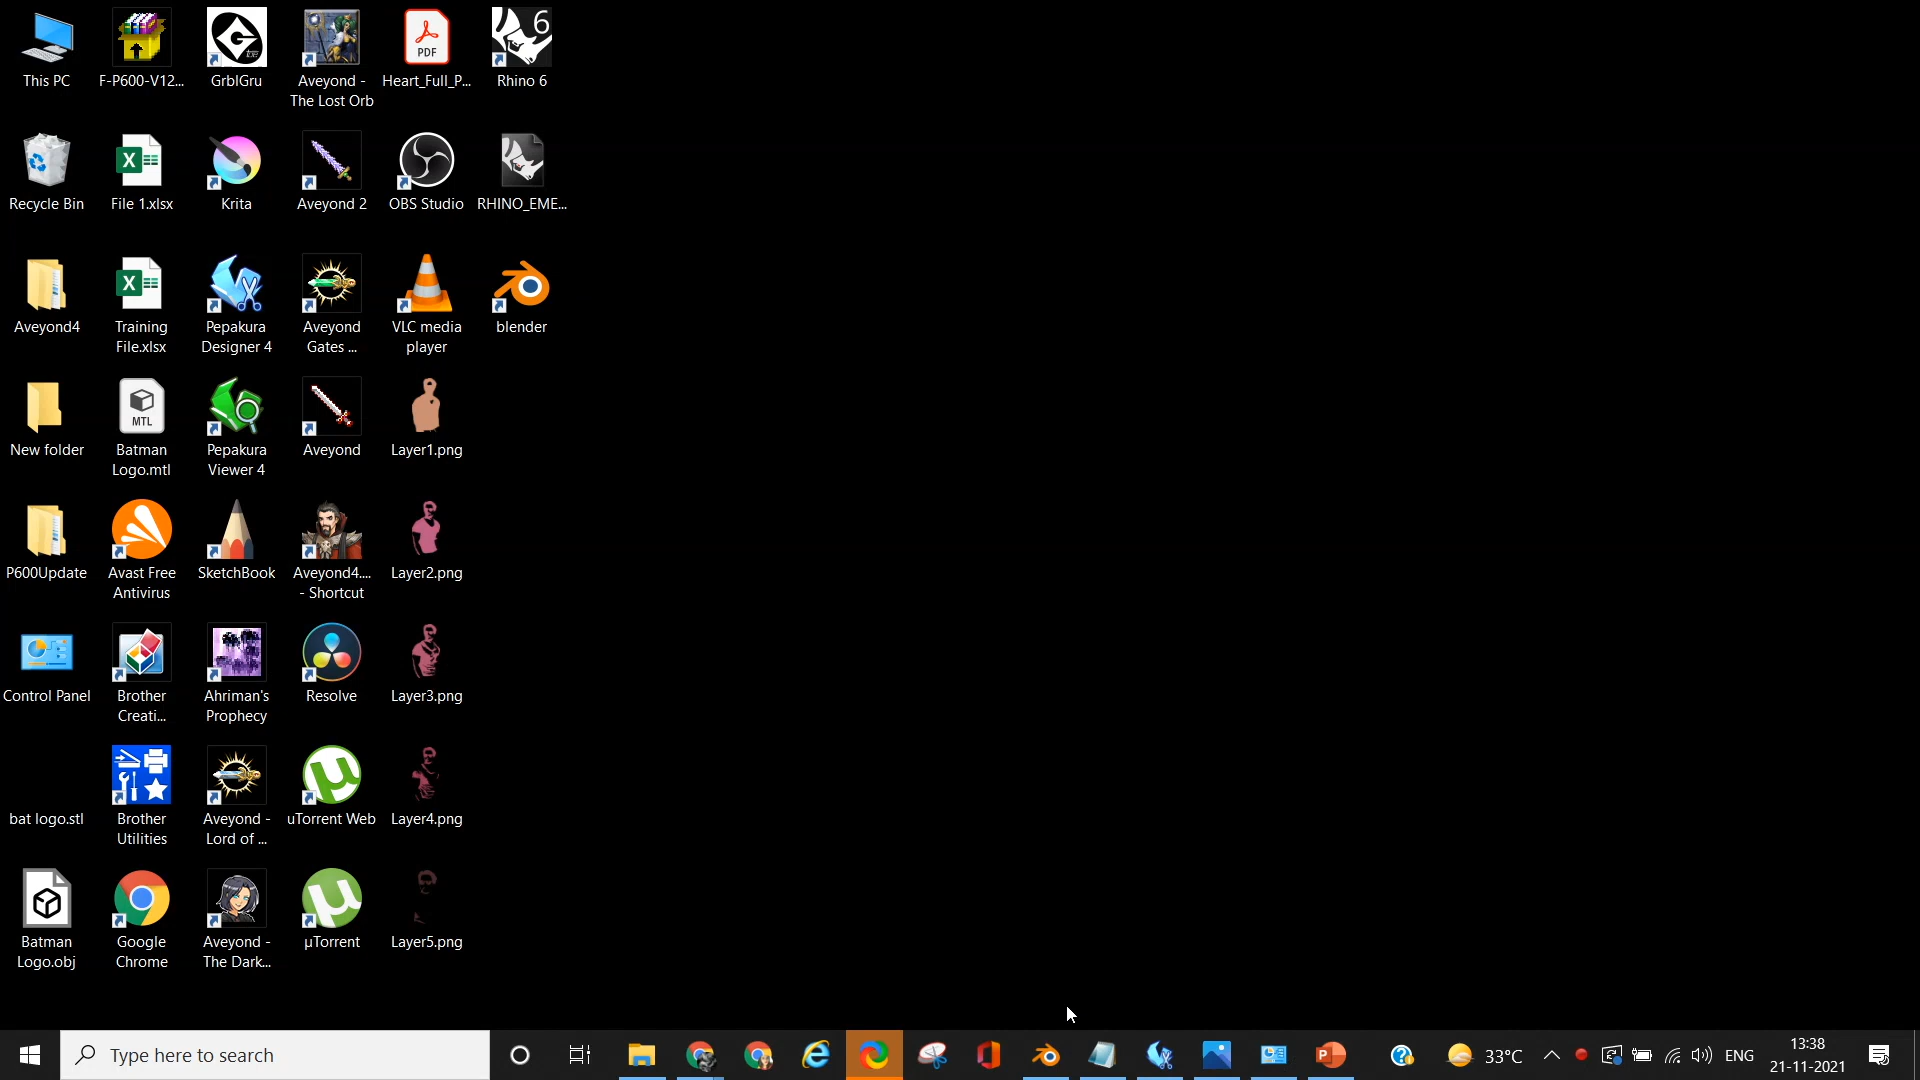 This PC
F-P600-V12...
GrblGru
Aveyond -
The Lost Orb
PDF
Heart_Full_P...
6
Rhino 6
Recycle Bin
File 1.xlsx
Krita
Aveyond 2
OBS Studio
RHINO_EME...
Aveyond4
Training
File.xlsx
Pepakura
Designer 4
Aveyond
Gates ...
VLC media
player
blender
New folder
MTL
Batman
Logo.mtl
Pepakura
Viewer 4
Aveyond
Layer1.png
P600Update
Avast Free
Antivirus
SketchBook
Aveyond4....
- Shortcut
Layer2.png
Control Panel
Brother
Creati...
Ahriman's
Prophecy
Resolve
Layer3.png
bat logo.stl
Brother
Utilities
Aveyond -
Lord of ...
uTorrent Web
Layer4.png
Batman
Logo.obj
Google
Chrome
Aveyond -
The Dark...
µTorrent
Layer5.png
Type here to search
33°C
ENG
13:38
21-11-2021